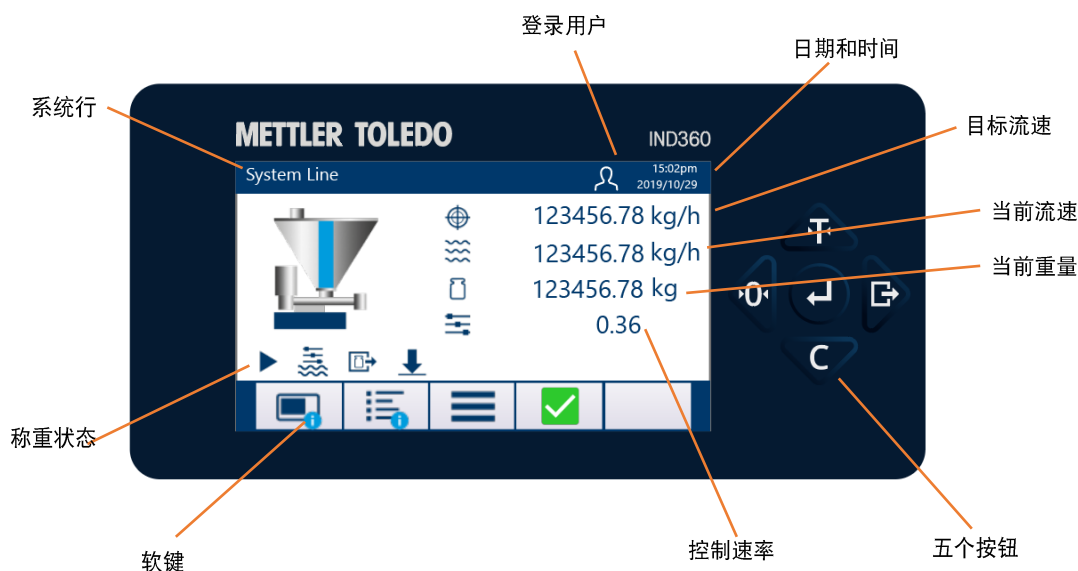 登录用户
日期和时间
系统行
METTLER TOLEDO
IND360
目标流速
System Line
15:02pm
2019/10/29
123456.78 kg/h
当前流速
123456.78 kg/h
当前重量
123456.78 kg
0.36
T
0
C
称重状态
软键
控制速率
五个按钮